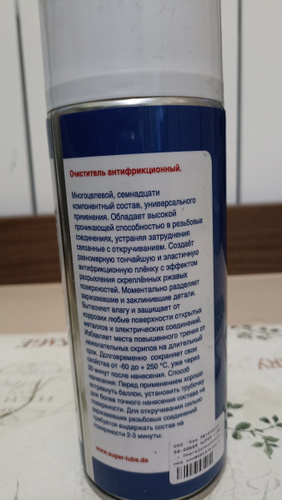 Очиститель антифрикционный.
Многоцелевой, семнадцати
компонентный состав, универсального
применения. Обладает высокой
проникающей способностью в резьбовых
соединениях, устраняя затруднения
связанные с откручиванием. Создаёт
равномерную тончайшую и эластичную
антифрикционную плёнку с эффектом
скреплённых ржавых
поверхностей. Моментально разделяет
заржавевшие и заклинившие детали.
Вытесняет влагу и защищает от
коррозии любые поверхности открытых
металлов и электрических соединений.
Избавляет места повышенного трения от
нежелательных скрипов на длительный
срок. Долговременно сохраняет свои
свойства от -60 до + 250 °C, уже через
30 минут после нанесения. Способ
применения: Перед применением хорошо
встряхнуть баллон, установить трубочку
для более точного нанесения состава на
поверхности. Для откручивания сильно
заржавевшие резьбовых соединений
требуется выдержать состав на
поверхности 2-3 минуты.
www.super-lube.de